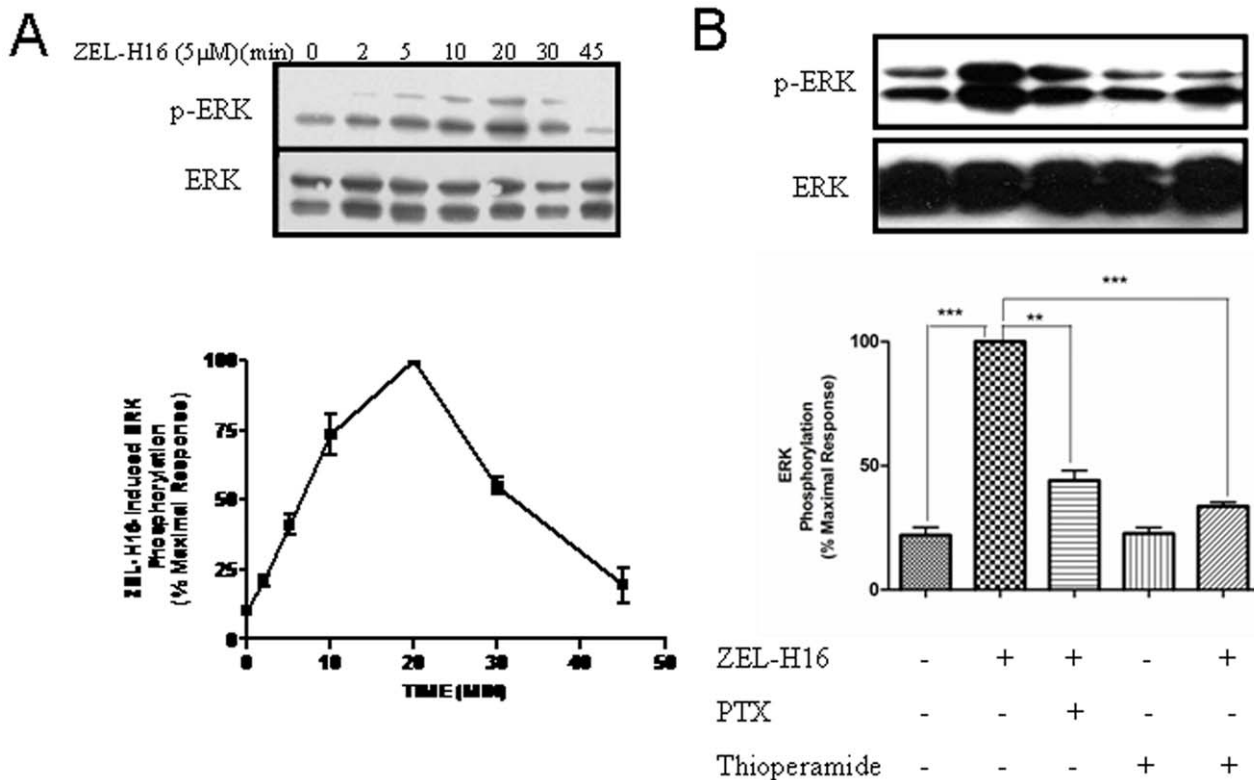 A
ZEL-H16 (5μM)(min) 0 2 5 10 20 30 45
p-ERK
ERK
ZEL-H16-Induced ERK
Phosphorylation
(% Maximal Response)
100
75
50
25
0
0 10 20 30 40 50
TIME (MIN)
B
p-ERK
ERK
***
*** **
ERK
Phosphorylation
(% Maximal Response)
100
50
0
ZEL-H16 - + + - +
PTX - - + - -
Thioperamide - - - + +